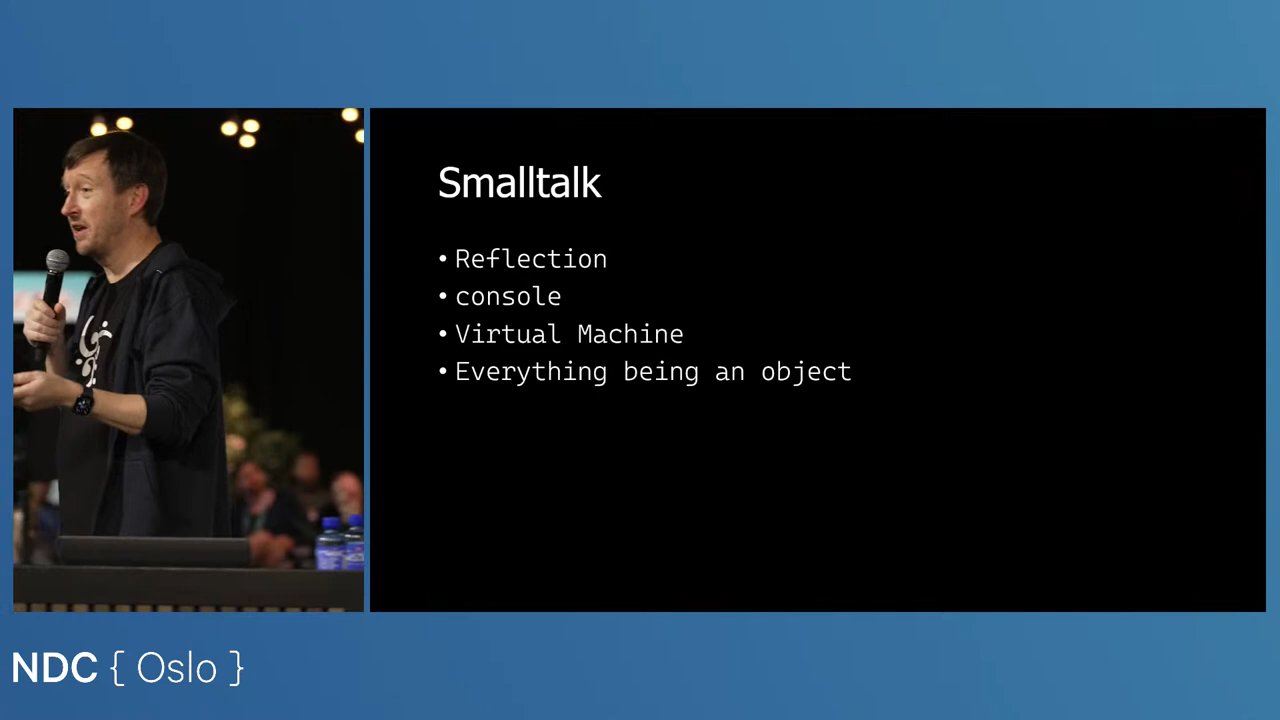 Smalltalk
• Reflection
• console
• Virtual Machine
• Everything being an object
NDC { Oslo }